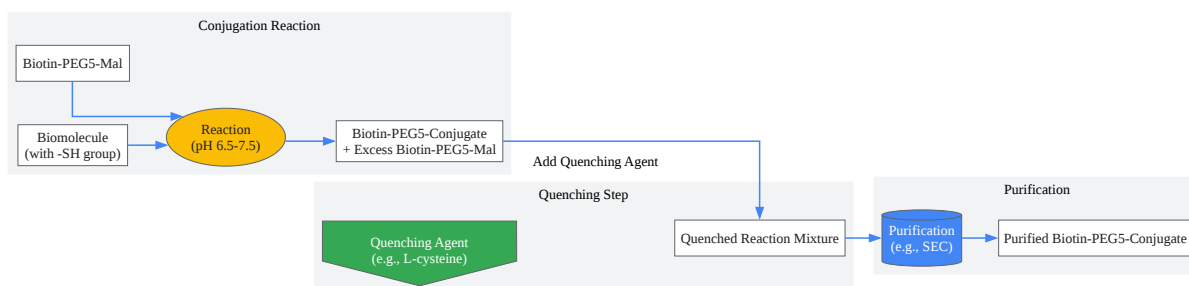 Conjugation Reaction
Biotin-PEG5-Mal
Biomolecule
(with -SH group)
Reaction
(pH 6.5-7.5)
Biotin-PEG5-Conjugate
+ Excess Biotin-PEG5-Mal
Add Quenching Agent
Quenching Step
Quenching Agent
(e.g., L-cysteine)
Quenched Reaction Mixture
Purification
Purification
(e.g., SEC)
Purified Biotin-PEG5-Conjugate